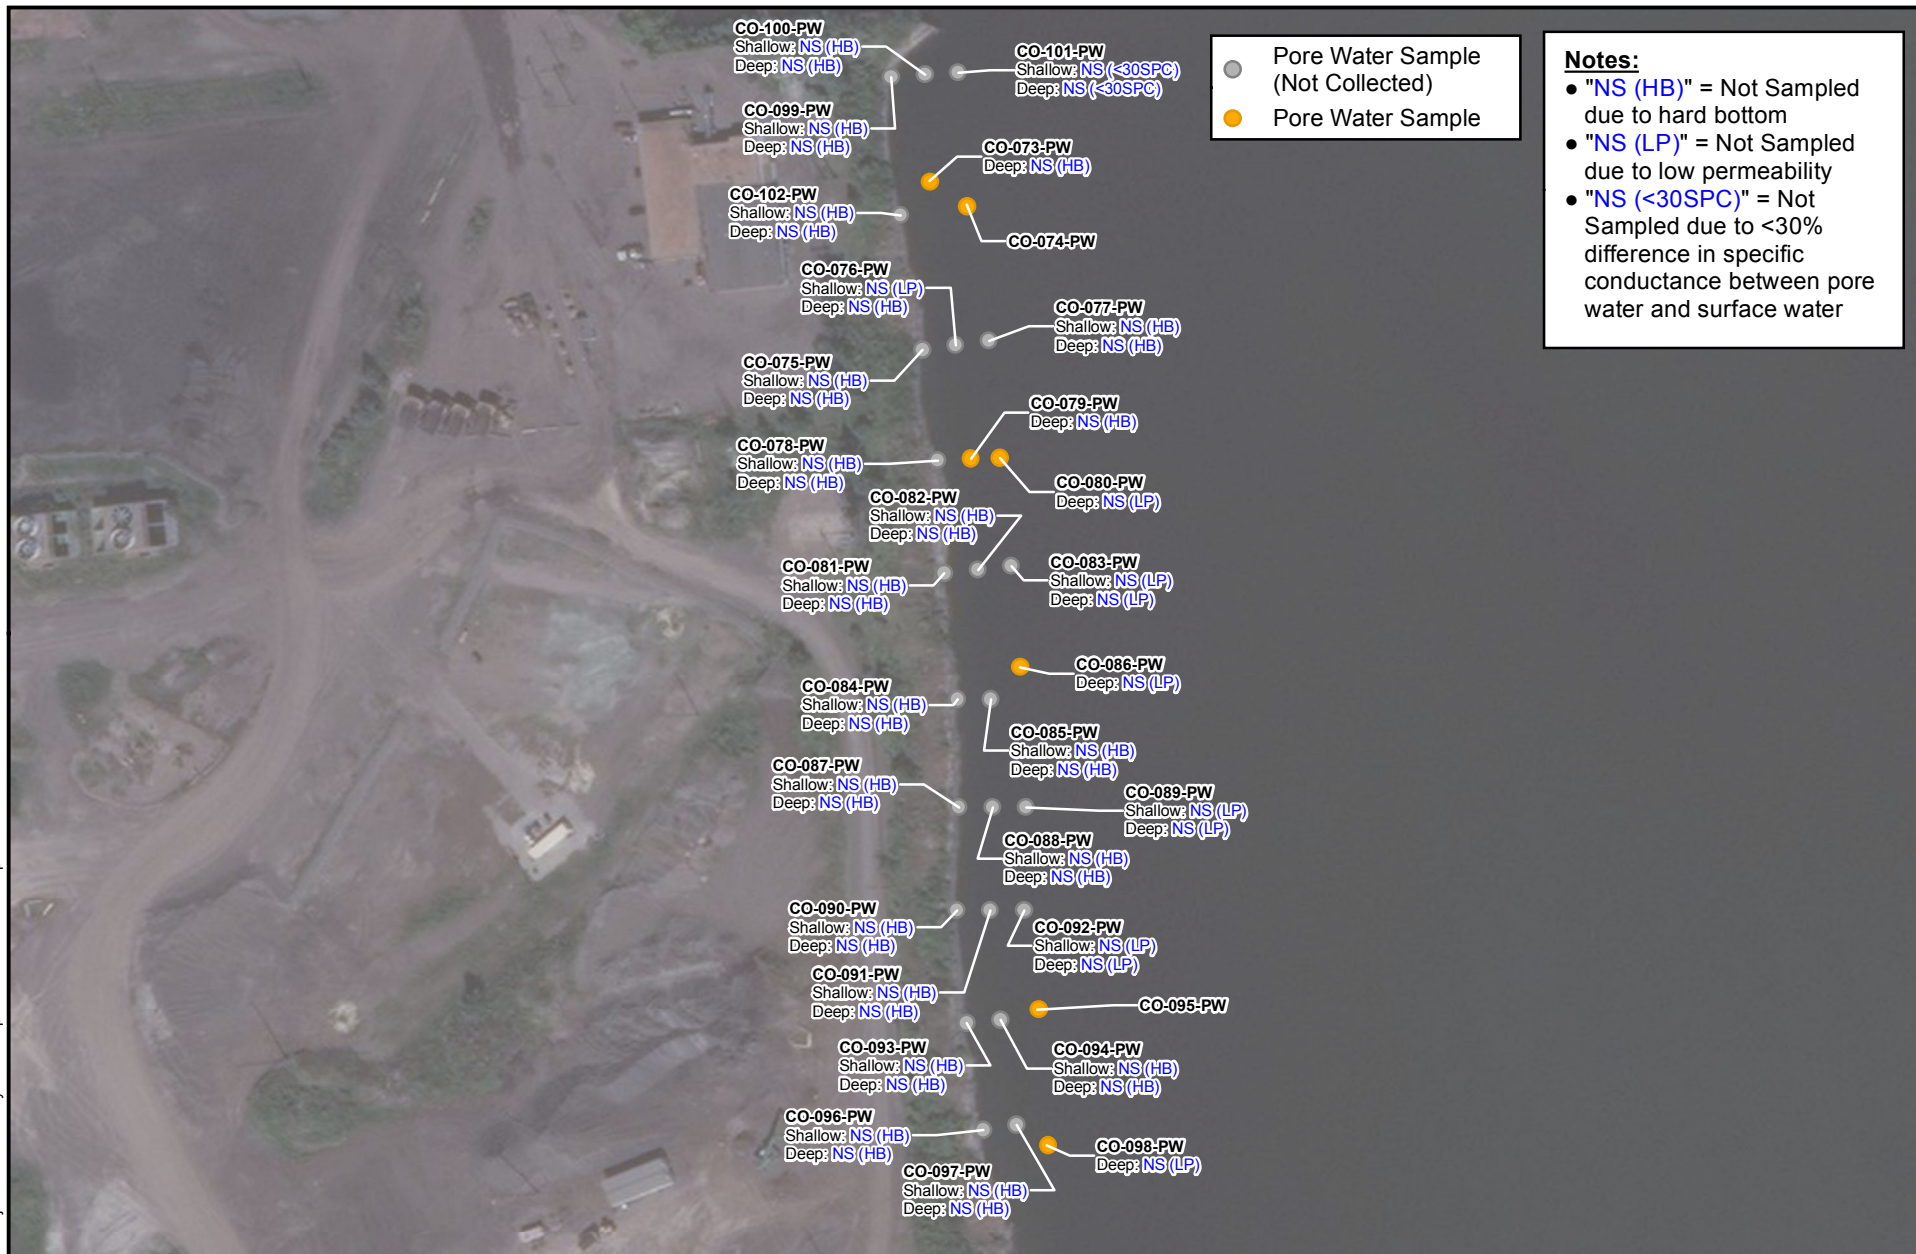 CO-100-PW
Shallow: NS (HB)
Deep: NS (HB)
CO-101-PW
Shallow: NS (<30SPC)
Deep: NS (<30SPC)
CO-099-PW
Shallow: NS (HB)
Deep: NS (HB)
CO-073-PW
Deep: NS (HB)
CO-102-PW
Shallow: NS (HB)
Deep: NS (HB)
CO-074-PW
CO-076-PW
Shallow: NS (LP)
Deep: NS (HB)
CO-077-PW
Shallow: NS (HB)
Deep: NS (HB)
CO-075-PW
Shallow: NS (HB)
Deep: NS (HB)
CO-079-PW
Deep: NS (HB)
CO-078-PW
Shallow: NS (HB)
Deep: NS (HB)
CO-080-PW
Deep: NS (LP)
CO-082-PW
Shallow: NS (HB)
Deep: NS (HB)
CO-081-PW
Shallow: NS (HB)
Deep: NS (HB)
CO-083-PW
Shallow: NS (LP)
Deep: NS (LP)
CO-086-PW
Deep: NS (LP)
CO-084-PW
Shallow: NS (HB)
Deep: NS (HB)
CO-085-PW
Shallow: NS (HB)
Deep: NS (HB)
CO-087-PW
Shallow: NS (HB)
Deep: NS (HB)
CO-089-PW
Shallow: NS (LP)
Deep: NS (LP)
CO-088-PW
Shallow: NS (HB)
Deep: NS (HB)
CO-090-PW
Shallow: NS (HB)
Deep: NS (HB)
CO-092-PW
Shallow: NS (LP)
Deep: NS (LP)
CO-091-PW
Shallow: NS (HB)
Deep: NS (HB)
CO-095-PW
CO-093-PW
Shallow: NS (HB)
Deep: NS (HB)
CO-094-PW
Shallow: NS (HB)
Deep: NS (HB)
CO-096-PW
Shallow: NS (HB)
Deep: NS (HB)
CO-098-PW
Deep: NS (LP)
CO-097-PW
Shallow: NS (HB)
Deep: NS (HB)
Pore Water Sample
(Not Collected)
Pore Water Sample
Notes:
● "NS (HB)" = Not Sampled
due to hard bottom
● "NS (LP)" = Not Sampled
due to low permeability
● "NS (<30SPC)" = Not
Sampled due to <30%
difference in specific
conductance between pore
water and surface water